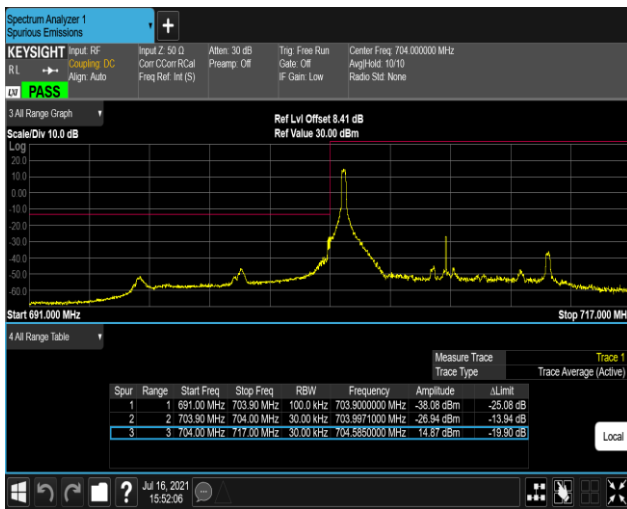 Spectrum Analyzer 1
Spurious Emissions
+
KEYSIGHT Input: RF Input Z: 50 Ω Atten: 30 dB Trig: Free Run Center Freq: 704.000000 MHz
RL Coupling: DC Corr CCorr RCal Preamp: Off Gate: Off Avg|Hold: 10/10
Align: Auto Freq Ref: Int (S) IF Gain: Low Radio Std: None
LXI PASS
3 All Range Graph
Ref Lvl Offset 8.41 dB
Scale/Div 10.0 dB Ref Value 30.00 dBm
Log
20.0
10.0
0.00
-10.0
-20.0
-30.0
-40.0
-50.0
-60.0
Start 691.000 MHz Stop 717.000 MH
4 All Range Table
Measure Trace Trace 1
Trace Type Trace Average (Active)
Spur Range Start Freq Stop Freq RBW Frequency Amplitude ΔLimit
1 1 691.00 MHz 703.90 MHz 100.0 kHz 703.9000000 MHz -38.08 dBm -25.08 dB
2 2 703.90 MHz 704.00 MHz 30.00 kHz 703.9971000 MHz -26.94 dBm -13.94 dB
3 3 704.00 MHz 717.00 MHz 30.00 kHz 704.5850000 MHz 14.87 dBm -19.90 dB
Local
? Jul 16, 2021
15:52:06